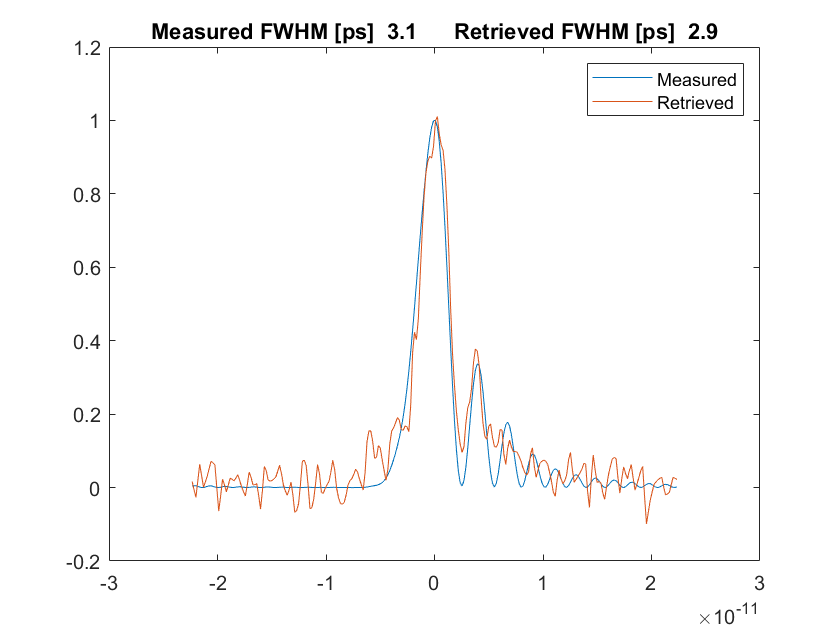 Measured FWHM [ps]  3.1      Retrieved FWHM [ps]  2.9
1.2
Measured
Retrieved
1
0.8
0.6
0.4
0.2
0
-0.2
-3 -2 -1 0 1 2 3
×10^-11